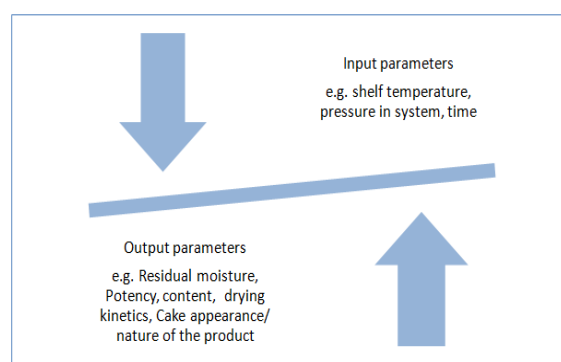 Input parameters
e.g. shelf temperature,
pressure in system, time
Output parameters
e.g. Residual moisture,
Potency, content, drying
kinetics, Cake appearance/
nature of the product